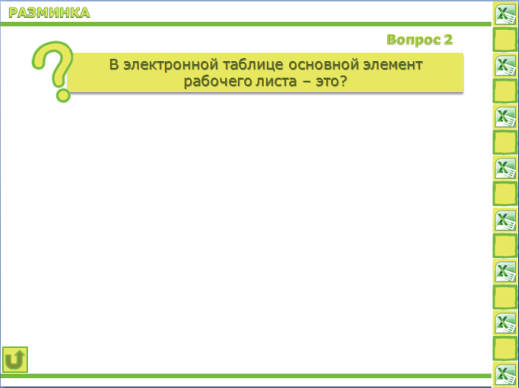 РАЗМИНКА
Вопрос 2
В электронной таблице основной элемент
рабочего листа – это?